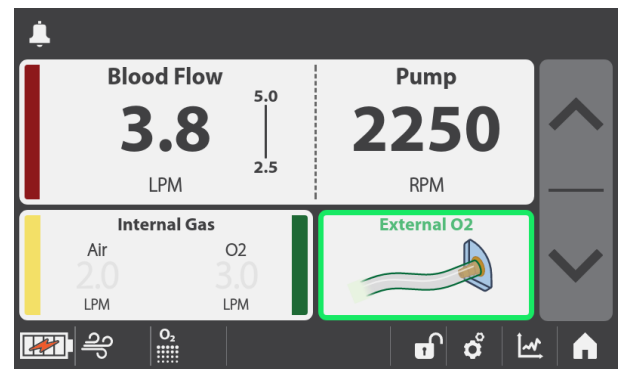 Blood Flow
3.8
5.0
2.5
LPM
Pump
2250
RPM
Internal Gas
Air
2.0
LPM
O2
3.0
LPM
External O2
O₂